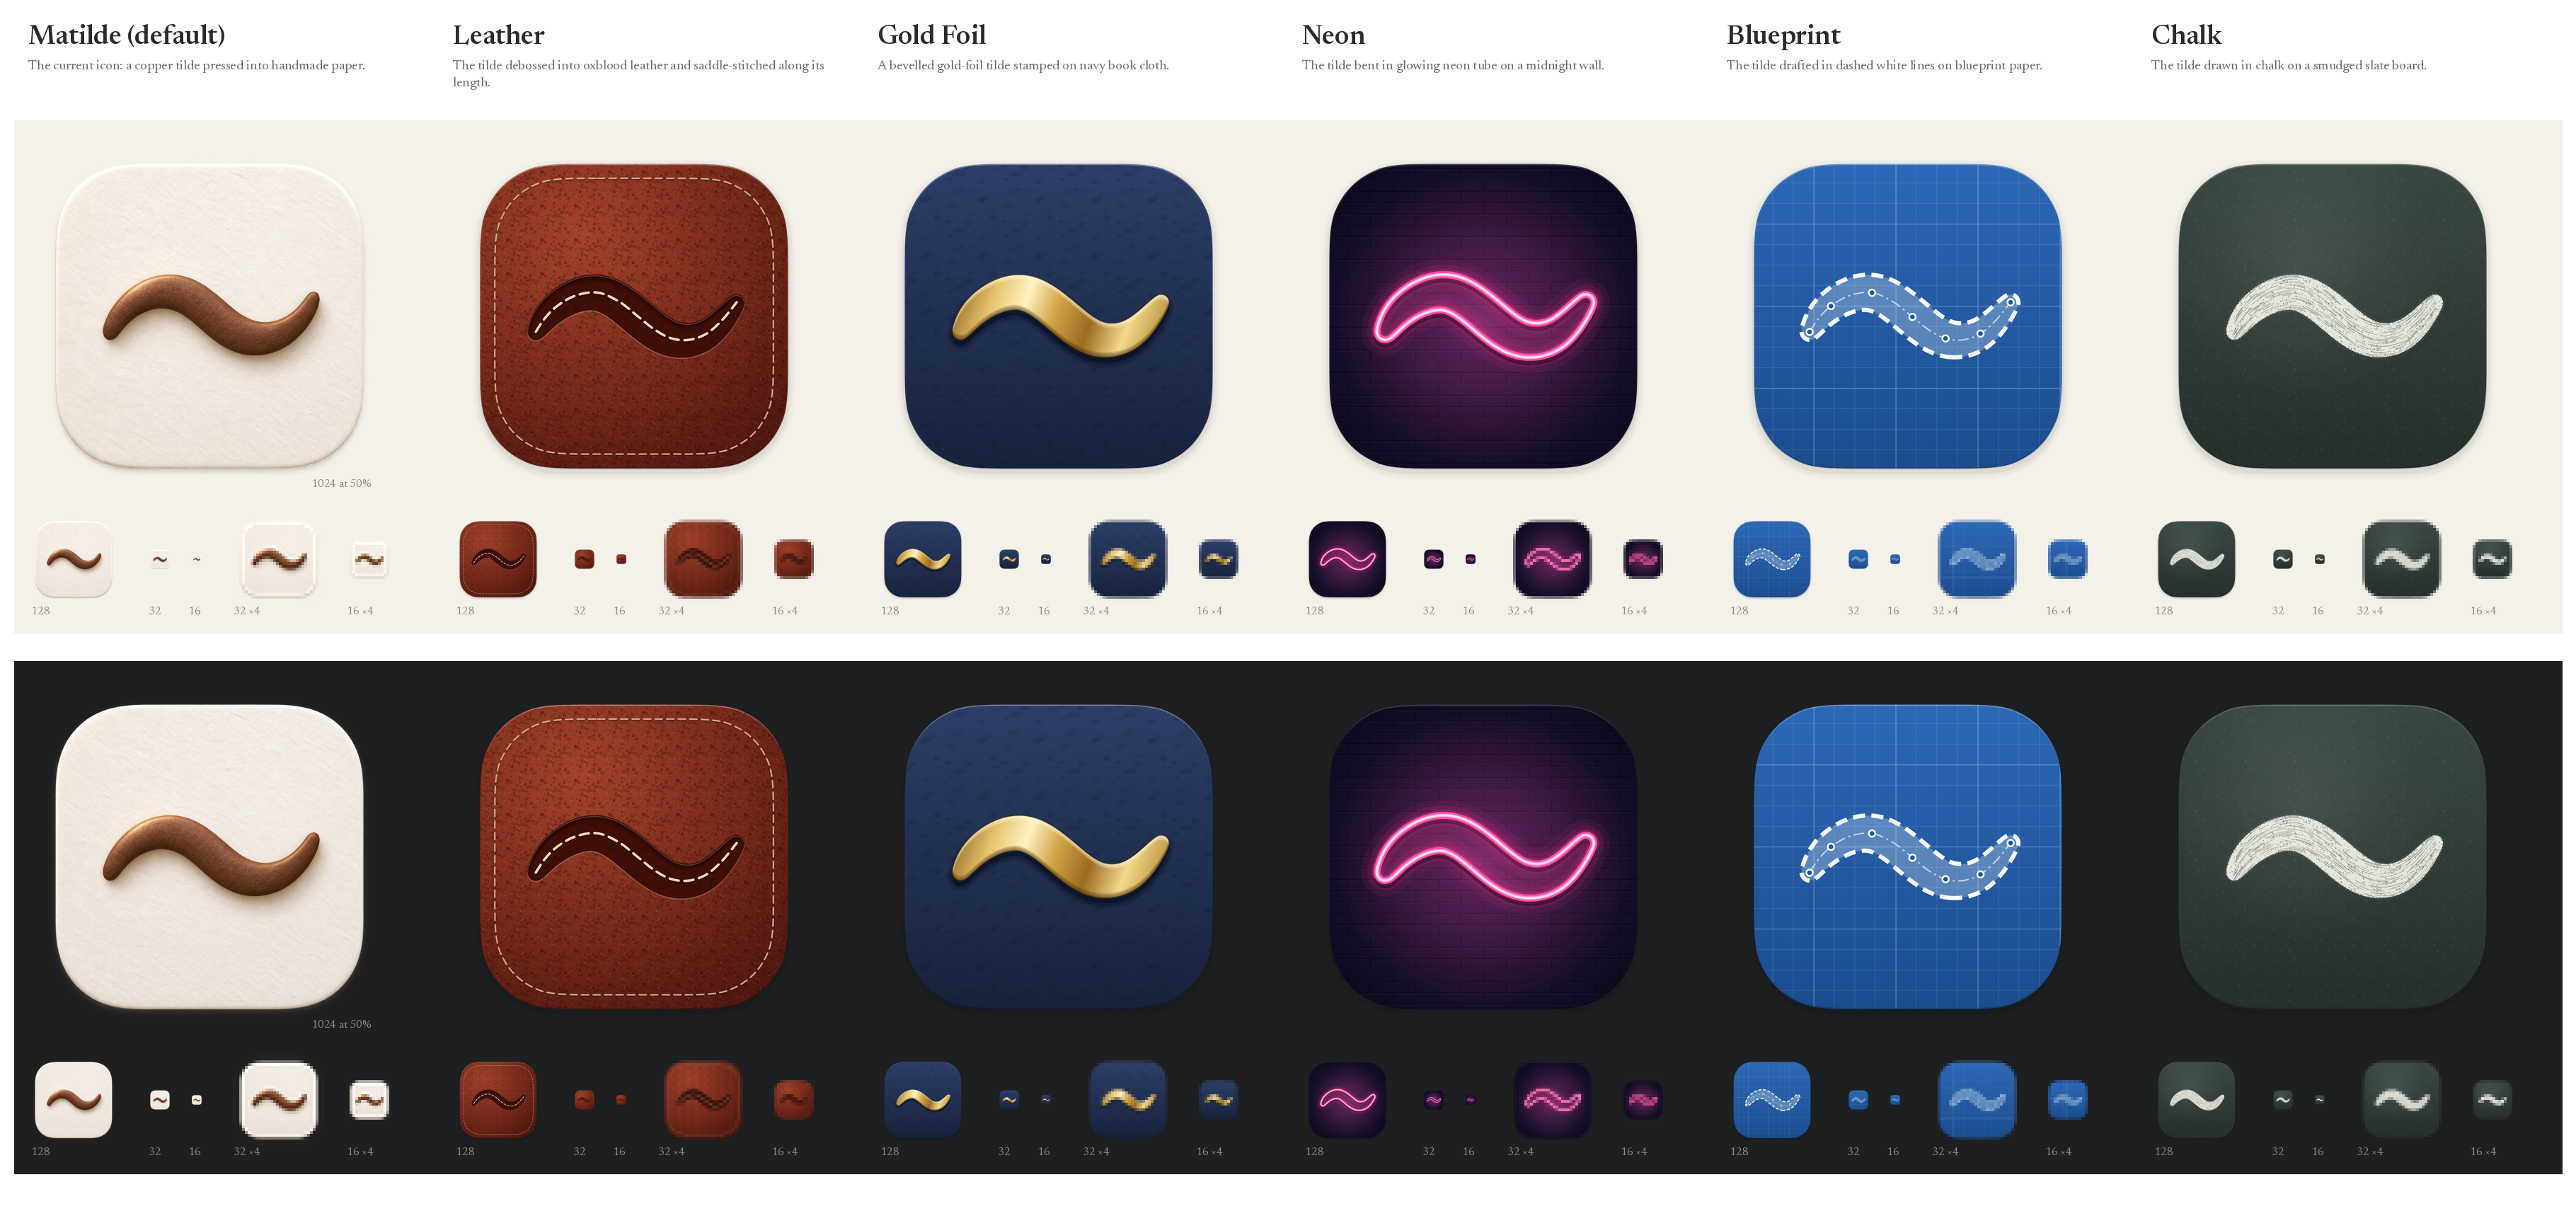 Matilde (default)
The current icon: a copper tilde pressed into handmade paper.
Leather
The tilde debossed into oxblood leather and saddle-stitched along its
length.
Gold Foil
A bevelled gold-foil tilde stamped on navy book cloth.
Neon
The tilde bent in glowing neon tube on a midnight wall.
Blueprint
The tilde drafted in dashed white lines on blueprint paper.
Chalk
The tilde drawn in chalk on a smudged slate board.
1024 at 50%
128 32 16 32 ×4 16 ×4
128 32 16 32 ×4 16 ×4
128 32 16 32 ×4 16 ×4
128 32 16 32 ×4 16 ×4
128 32 16 32 ×4 16 ×4
128 32 16 32 ×4 16 ×4
1024 at 50%
128 32 16 32 ×4 16 ×4
128 32 16 32 ×4 16 ×4
128 32 16 32 ×4 16 ×4
128 32 16 32 ×4 16 ×4
128 32 16 32 ×4 16 ×4
128 32 16 32 ×4 16 ×4